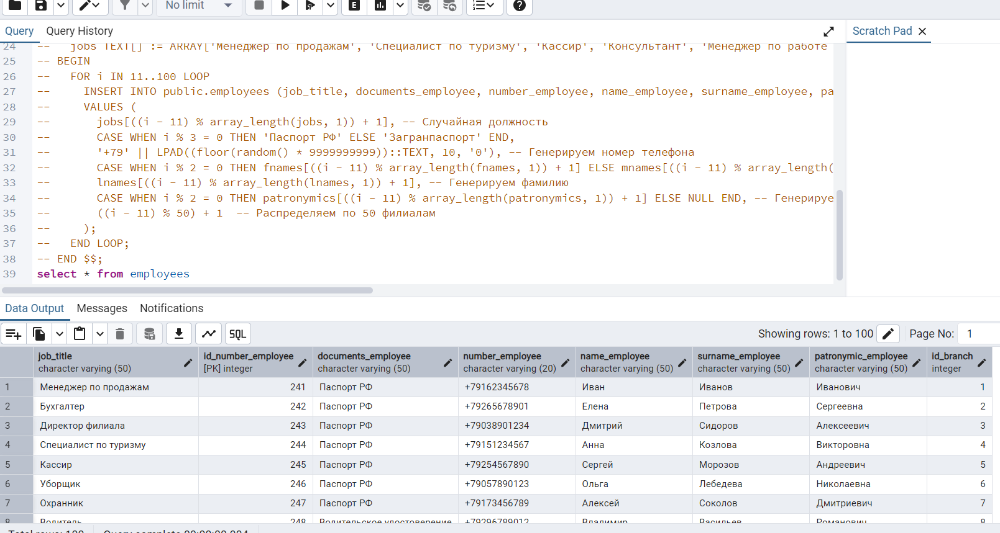 No limit
E
Query
Query History
Scratch Pad
24 -- jobs TEXT[] := ARRAY['Менеджер по продажам', 'Специалист по туризму', 'Кассир', 'Консультант', 'Менеджер по работе
25 -- BEGIN
26 -- FOR i IN 11..100 LOOP
27 -- INSERT INTO public.employees (job_title, documents_employee, number_employee, name_employee, surname_employee, pa
28 -- VALUES (
29 -- jobs[((i - 11) % array_length(jobs, 1)) + 1], -- Случайная должность
30 -- CASE WHEN i % 3 = 0 THEN 'Паспорт РФ' ELSE 'Загранпаспорт' END,
31 -- '+79' || LPAD((floor(random() * 9999999999))::TEXT, 10, '0'), -- Генерируем номер телефона
32 -- CASE WHEN i % 2 = 0 THEN fnames[((i - 11) % array_length(fnames, 1)) + 1] ELSE mnames[((i - 11) % array_length(
33 -- lnames[((i - 11) % array_length(lnames, 1)) + 1], -- Генерируем фамилию
34 -- CASE WHEN i % 2 = 0 THEN patronymics[((i - 11) % array_length(patronymics, 1)) + 1] ELSE NULL END, -- Генерируе
35 -- ((i - 11) % 50) + 1 -- Распределяем по 50 филиалам
36 -- );
37 -- END LOOP;
38 -- END $$;
39 select * from employees
Data Output Messages Notifications
SQL
Showing rows: 1 to 100
Page No: 1
job_title id_number_employee documents_employee number_employee name_employee surname_employee patronymic_employee id_branch
character varying (50) [PK] integer character varying (50) character varying (20) character varying (50) character varying (50) character varying (50) integer
1 Менеджер по продажам 241 Паспорт РФ +79162345678 Иван Иванов Иванович 1
2 Бухгалтер 242 Паспорт РФ +79265678901 Елена Петрова Сергеевна 2
3 Директор филиала 243 Паспорт РФ +79038901234 Дмитрий Сидоров Алексеевич 3
4 Специалист по туризму 244 Паспорт РФ +79151234567 Анна Козлова Викторовна 4
5 Кассир 245 Паспорт РФ +79254567890 Сергей Морозов Андреевич 5
6 Уборщик 246 Паспорт РФ +79057890123 Ольга Лебедева Николаевна 6
7 Охранник 247 Паспорт РФ +79173456789 Алексей Соколов Дмитриевич 7
8 Водитель 248 Водительское удостоверение +79296789012 Владимир Васильев Романович 8